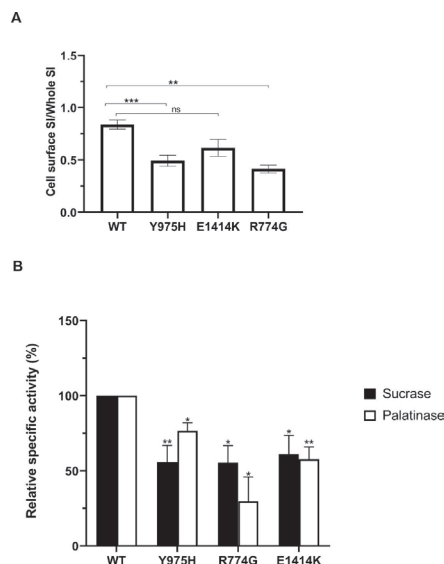 A
Cell surface SI/Whole SI
1.5
1.0
0.5
0.0
**
***
ns
WT Y975H E1414K R774G
B
Relative specific activity (%)
150
100
50
0
** * * * * **
WT Y975H R774G E1414K
Sucrase
Palatinase